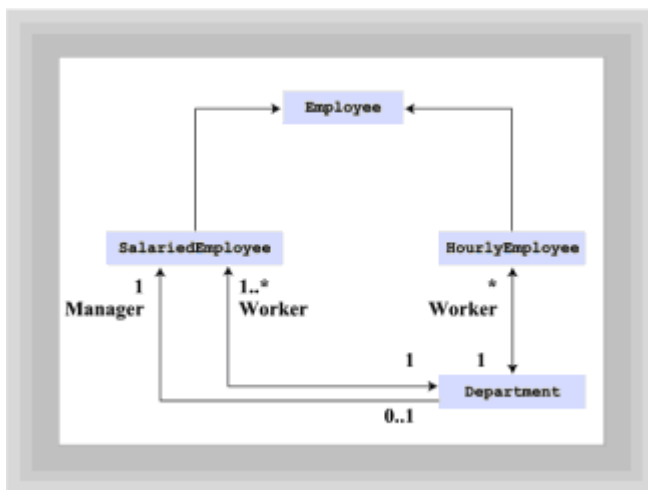 Employee
SalariedEmployee
HourlyEmployee
1
Manager
1..*
Worker
*
Worker
1
1
Department
0..1